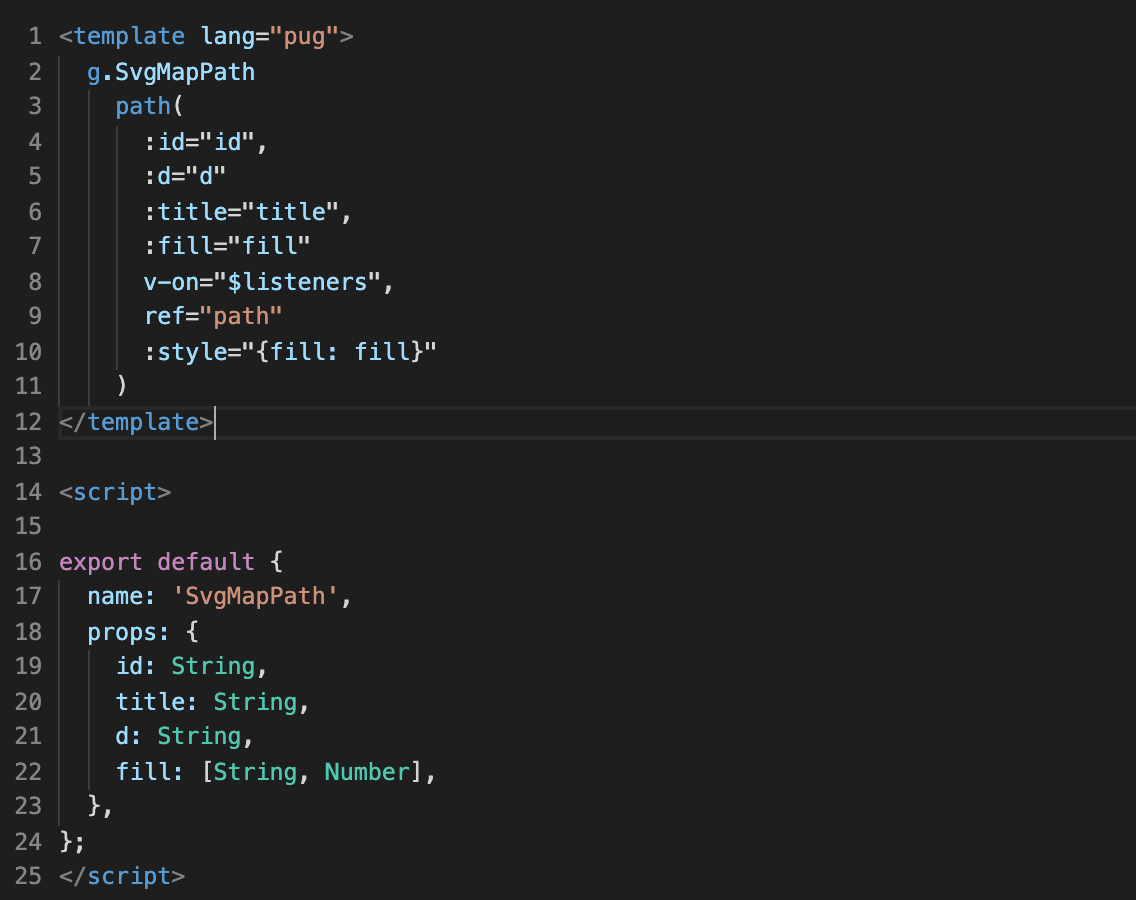 1 <template lang="pug">
2   g.SvgMapPath
3     path(
4       :id="id",
5       :d="d"
6       :title="title",
7       :fill="fill"
8       v-on="$listeners",
9       ref="path"
10       :style="{fill: fill}"
11     )
12 </template>
13
14 <script>
15
16 export default {
17   name: 'SvgMapPath',
18   props: {
19     id: String,
20     title: String,
21     d: String,
22     fill: [String, Number],
23   },
24 };
25 </script>